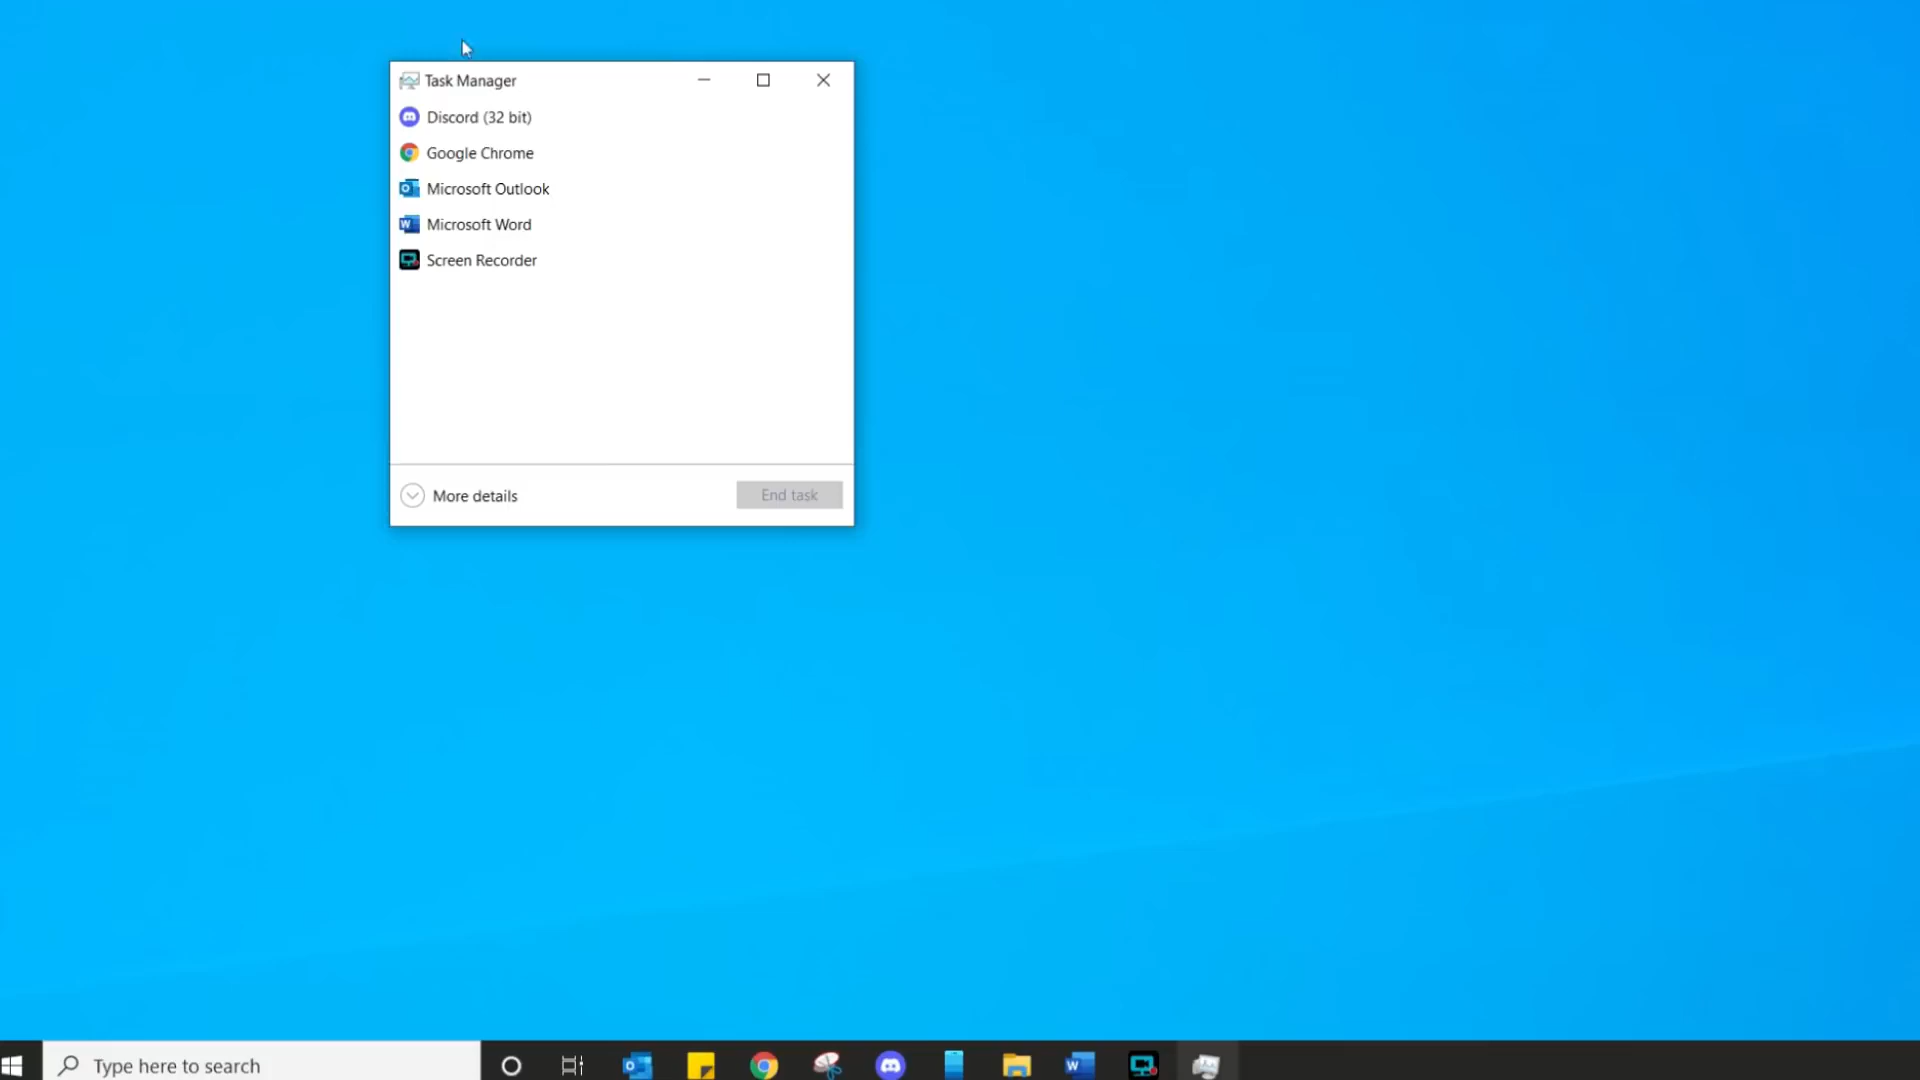 Task Manager
Discord (32 bit)
Google Chrome
Microsoft Outlook
Microsoft Word
Screen Recorder
More details
End task
Type here to search